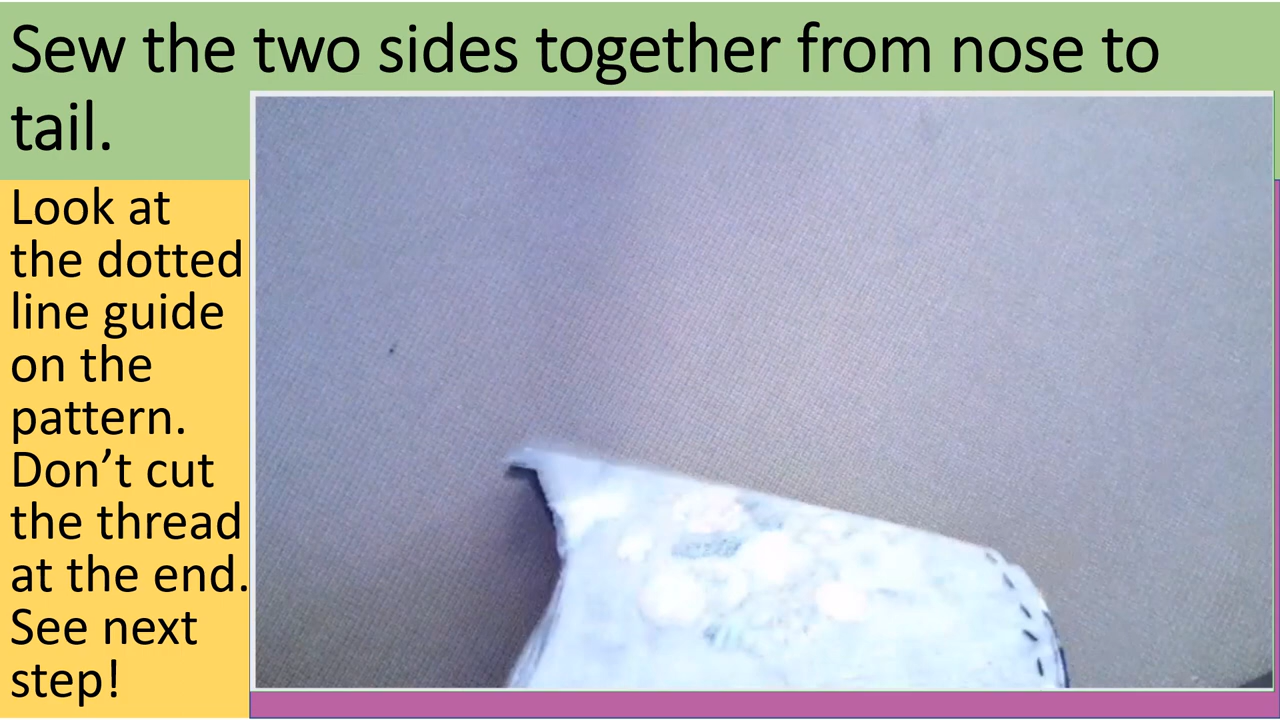 Sew the two sides together from nose to
tail.
Look at
the dotted
line guide
on the
pattern.
Don’t cut
the thread
at the end.
See next
step!